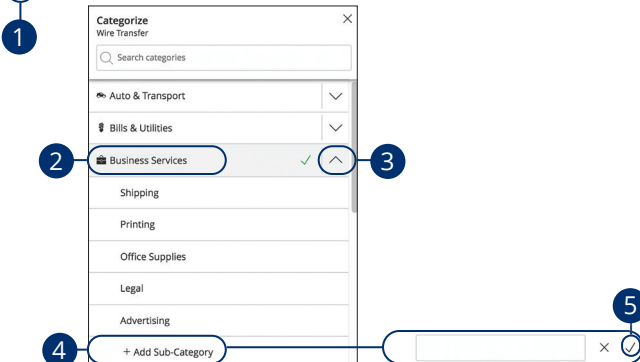 1
Categorize
Wire Transfer
Search categories
Auto & Transport
Bills & Utilities
2
Business Services
3
Shipping
Printing
Office Supplies
Legal
Advertising
5
4
+ Add Sub-Category